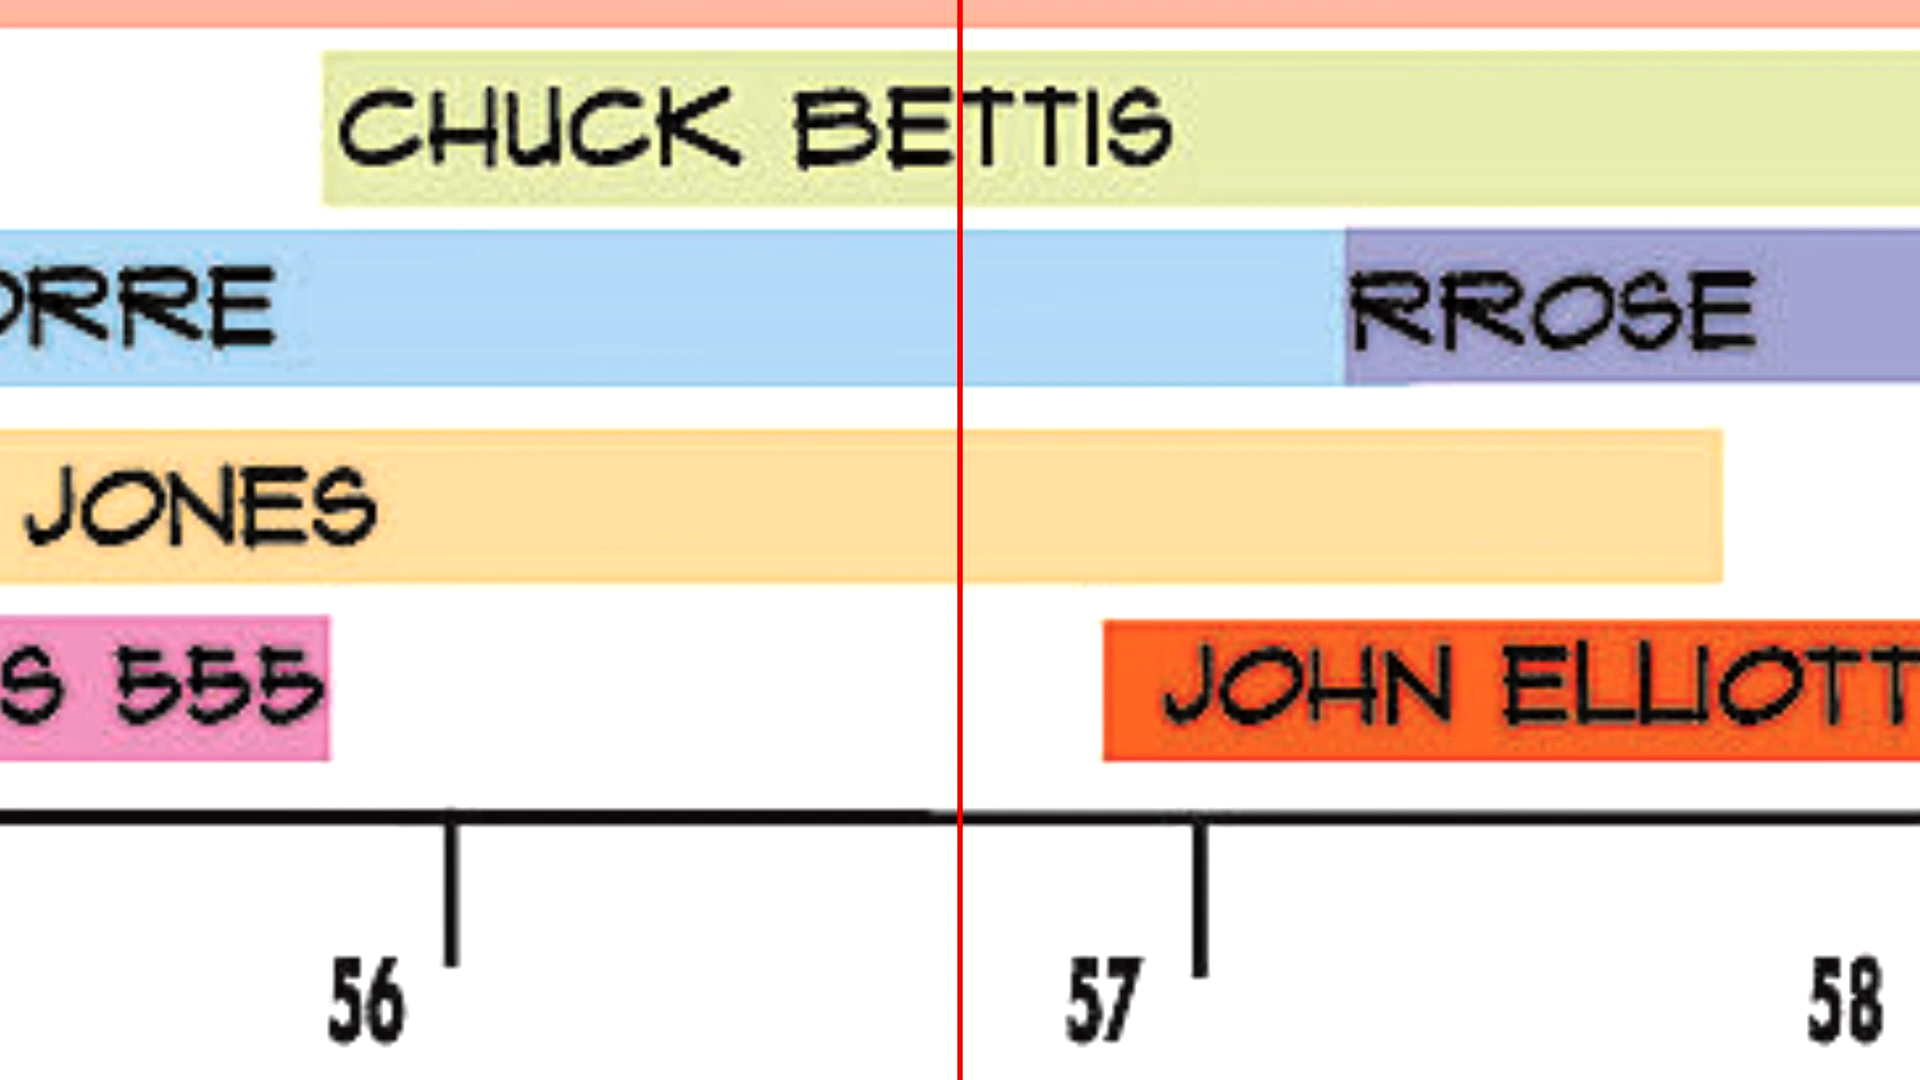 CHUCK BETTIS
ORRE RROSE
JONES
S 555 JOHN ELLIOTT
56 57 58